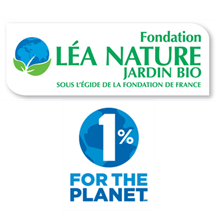 Fondation
LÉA NATURE
JARDIN BIO
SOUS L'ÉGIDE DE LA FONDATION DE FRANCE
1%
FOR THE
PLANET